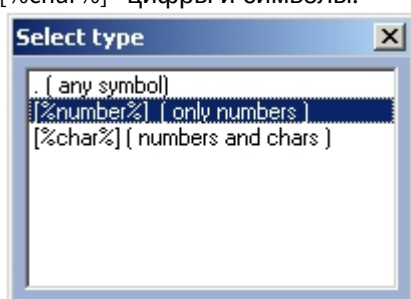 [%char%] - цифры и символы.
Select type
. ( any symbol)
[%number%] ( only numbers )
[%char%] ( numbers and chars )